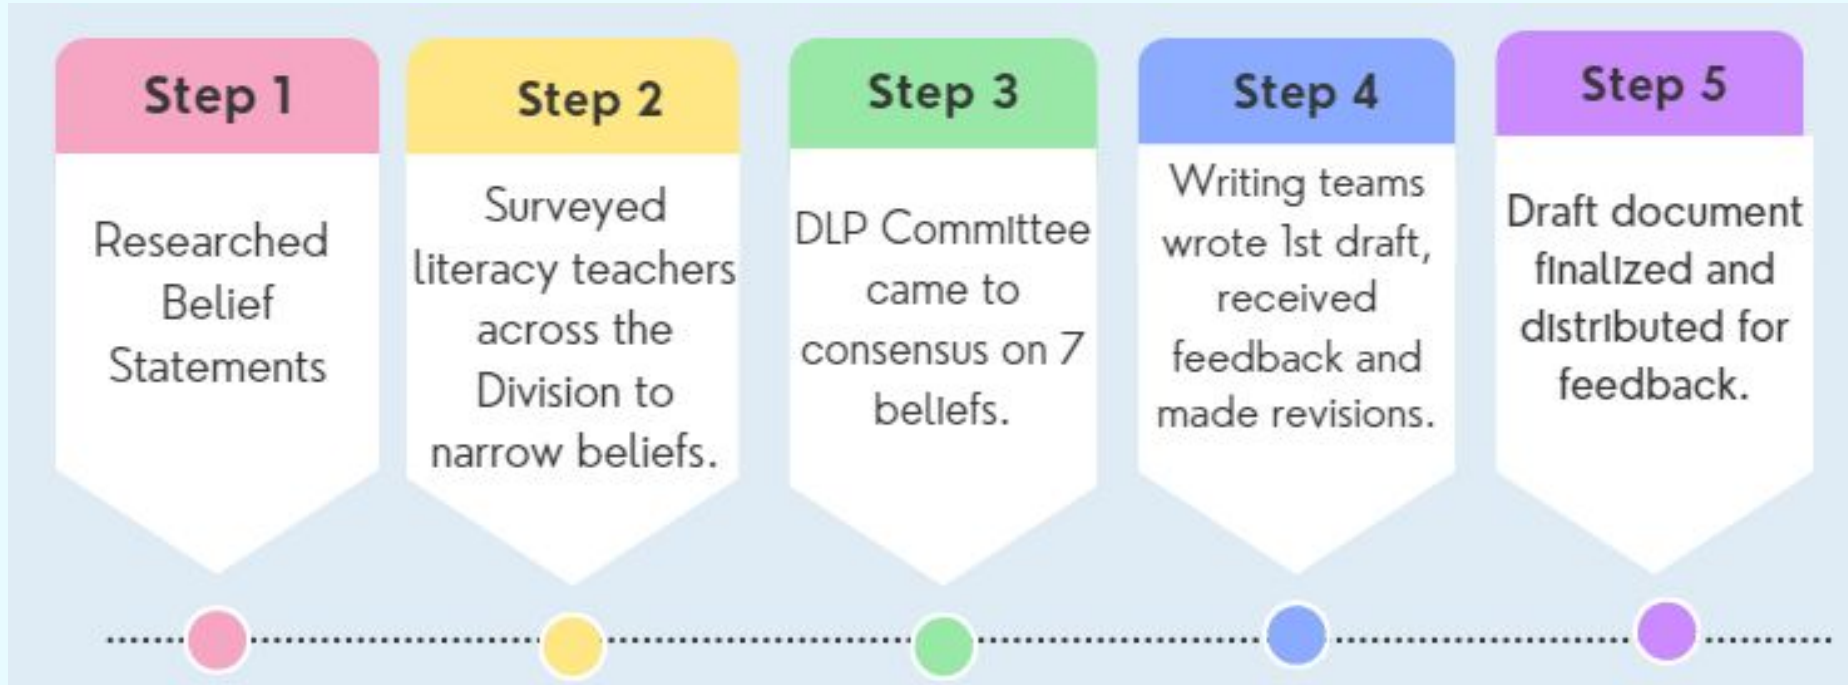 Step 1
Researched
Belief
Statements
Step 2
Surveyed
literacy teachers
across the
Division to
narrow beliefs.
Step 3
DLP Committee
came to
consensus on 7
beliefs.
Step 4
Writing teams
wrote 1st draft,
received
feedback and
made revisions.
Step 5
Draft document
finalized and
distributed for
feedback.